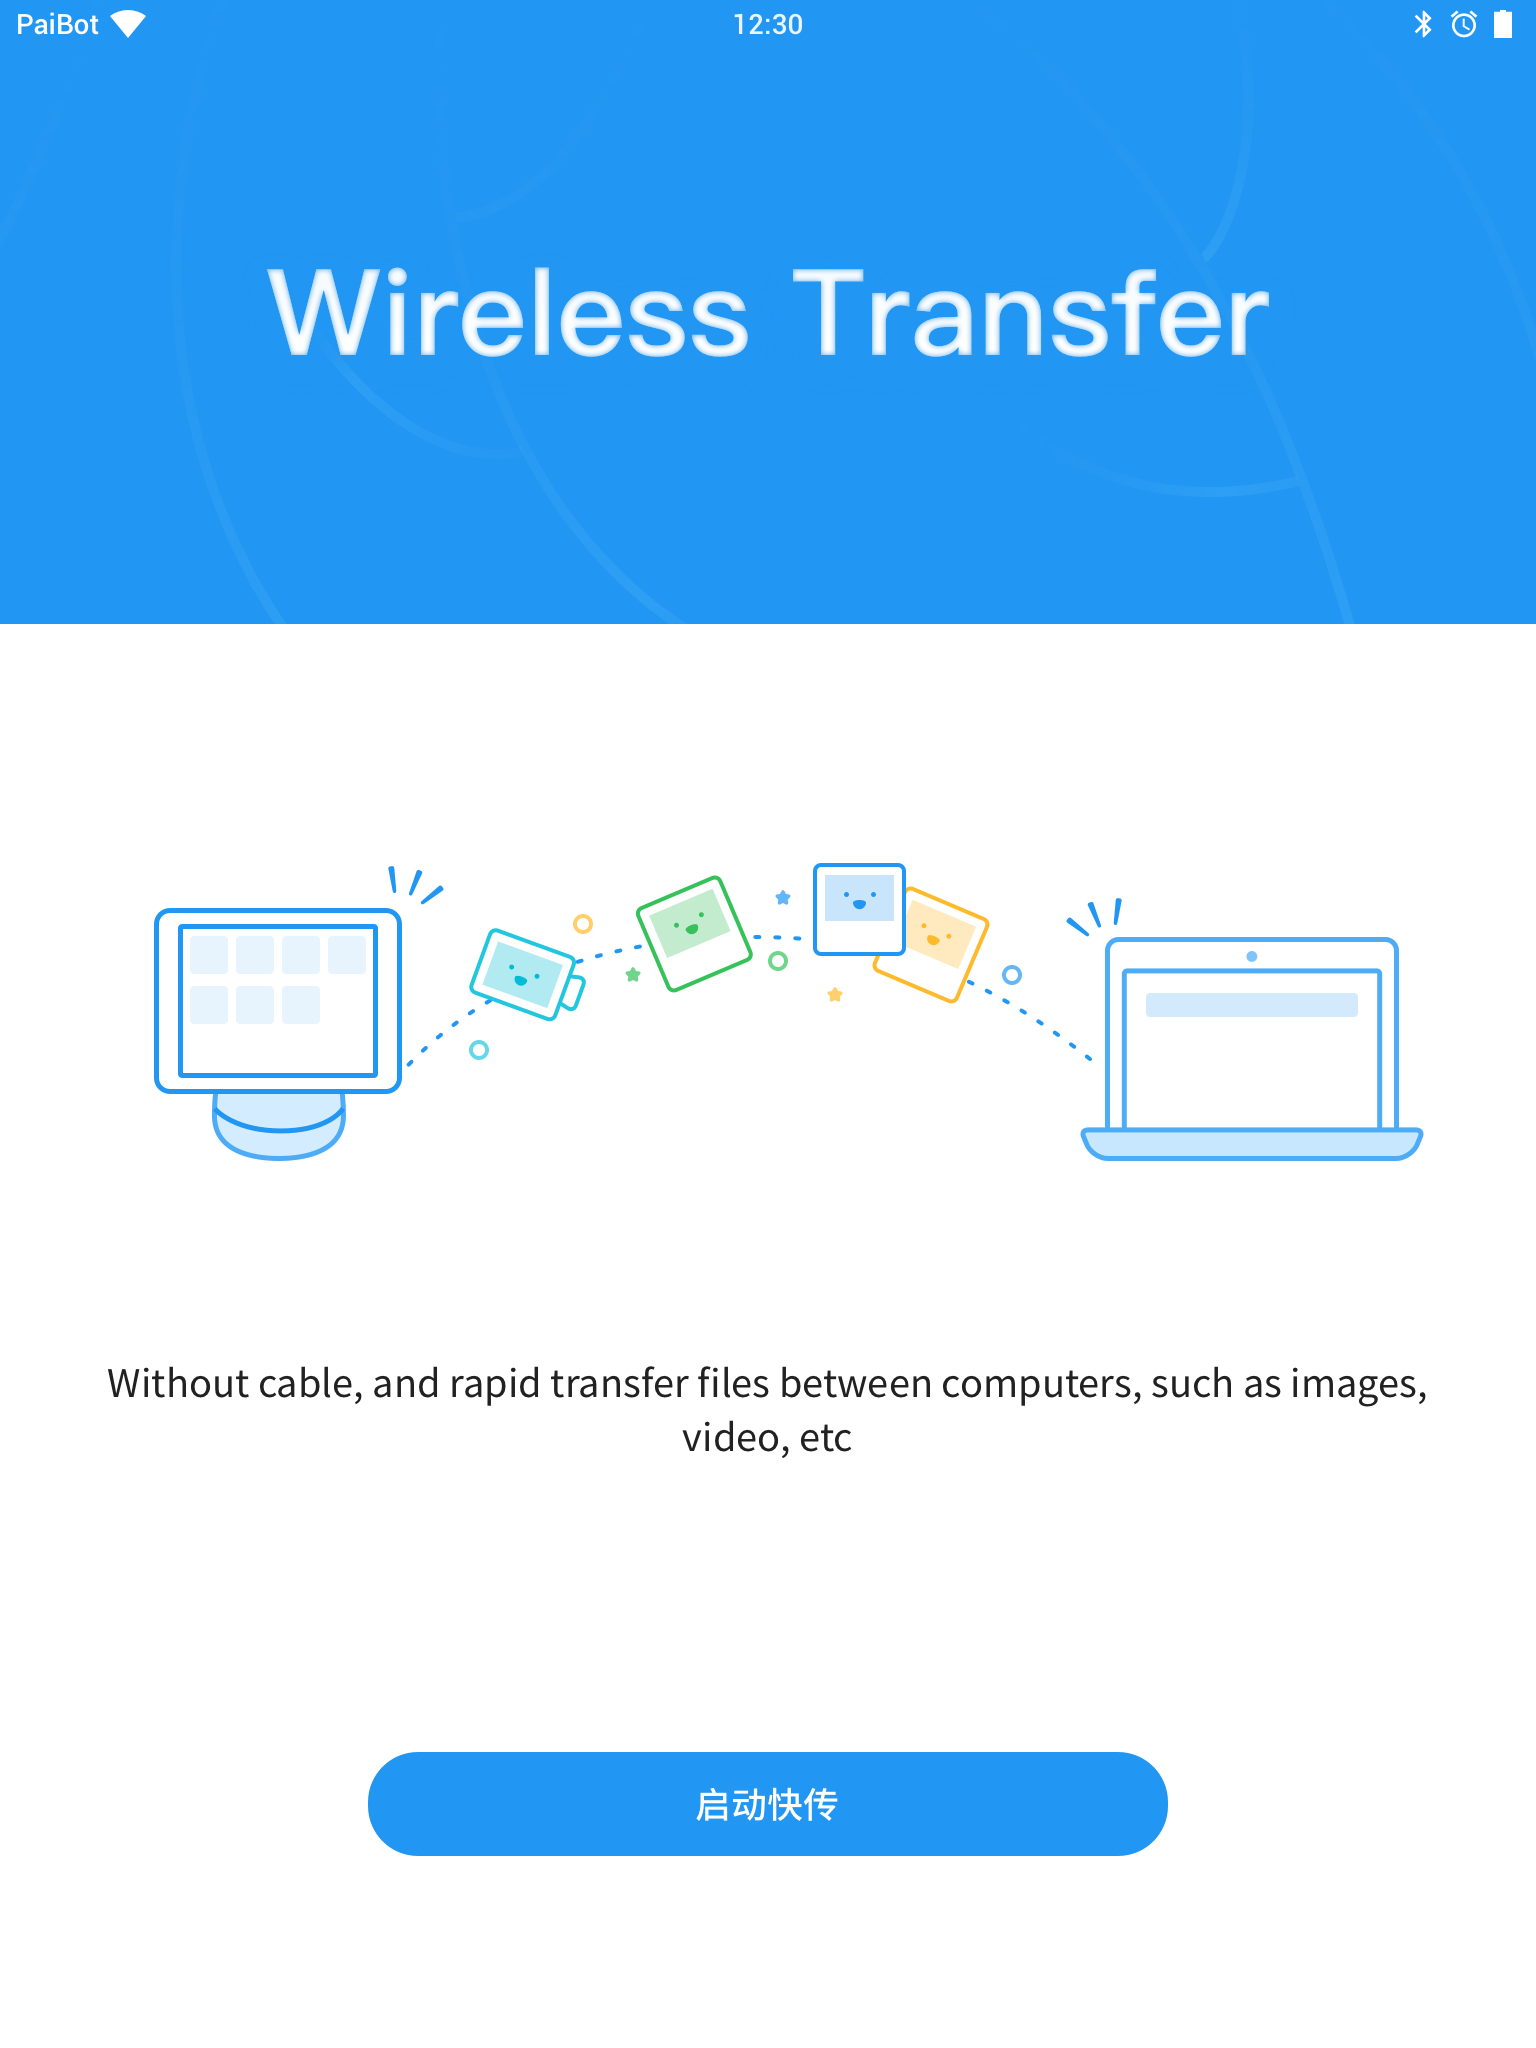 PaiBot
12:30
Wireless Transfer
Without cable, and rapid transfer files between computers, such as images,
video, etc
启动快传